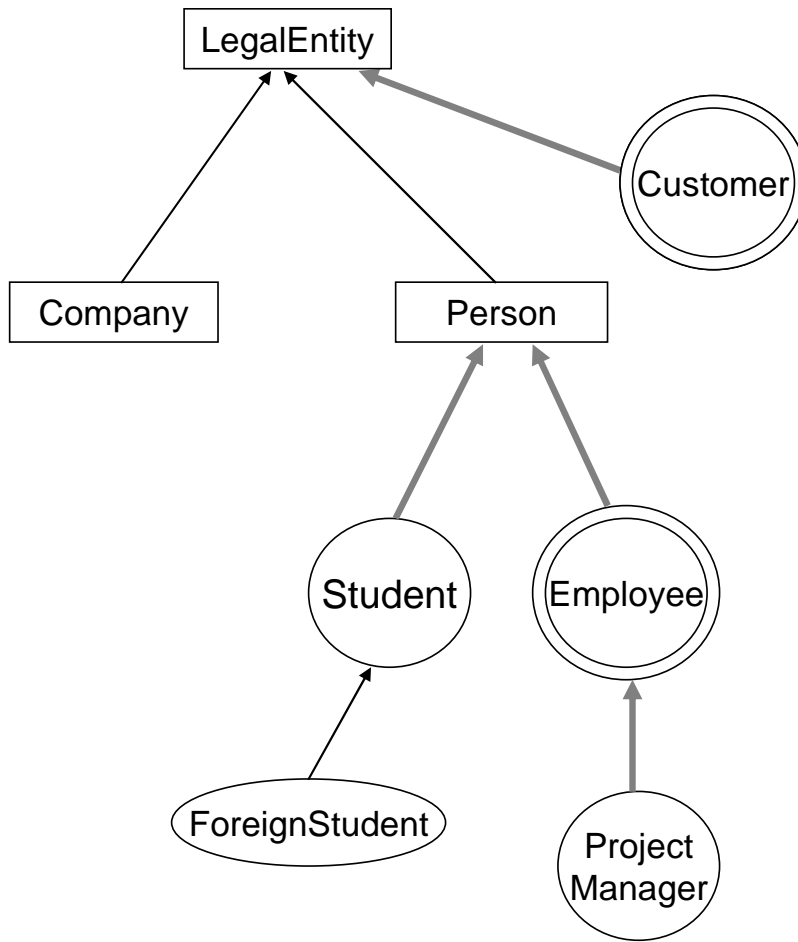 LegalEntity
Customer
Company
Person
Student
Employee
ForeignStudent
Project
Manager